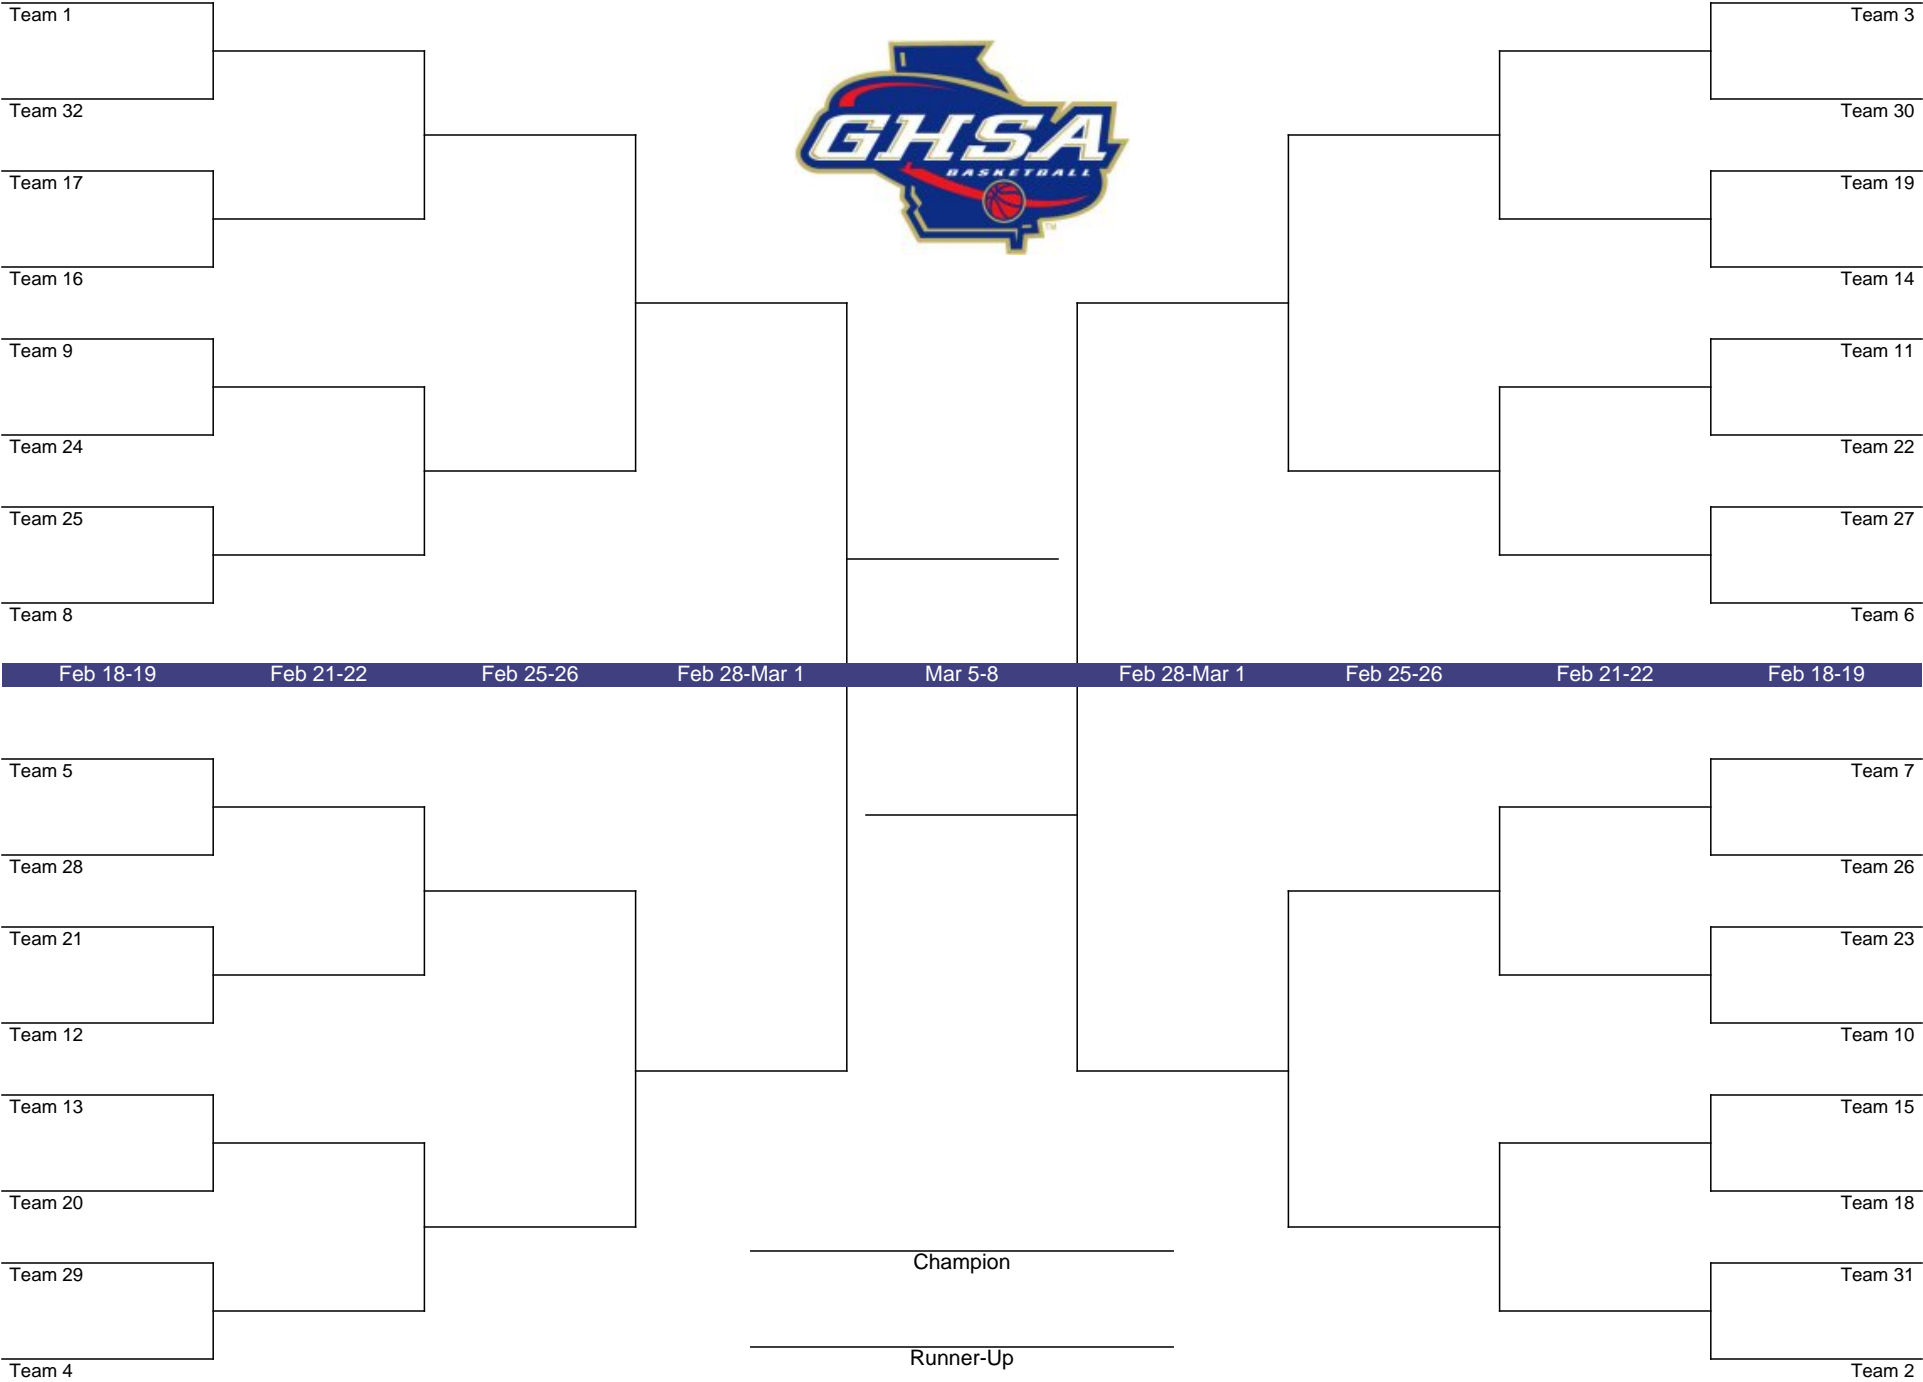 Team 1
Team 3
Team 32
Team 30
GHSA
BASKETBALL
TM
Team 17
Team 19
Team 16
Team 14
Team 9
Team 11
Team 24
Team 22
Team 25
Team 27
Team 8
Team 6
Feb 18-19 Feb 21-22 Feb 25-26 Feb 28-Mar 1 Mar 5-8 Feb 28-Mar 1 Feb 25-26 Feb 21-22 Feb 18-19
Team 5
Team 7
Team 28
Team 26
Team 21
Team 23
Team 12
Team 10
Team 13
Team 15
Team 20
Team 18
Champion
Team 29
Team 31
Runner-Up
Team 4
Team 2